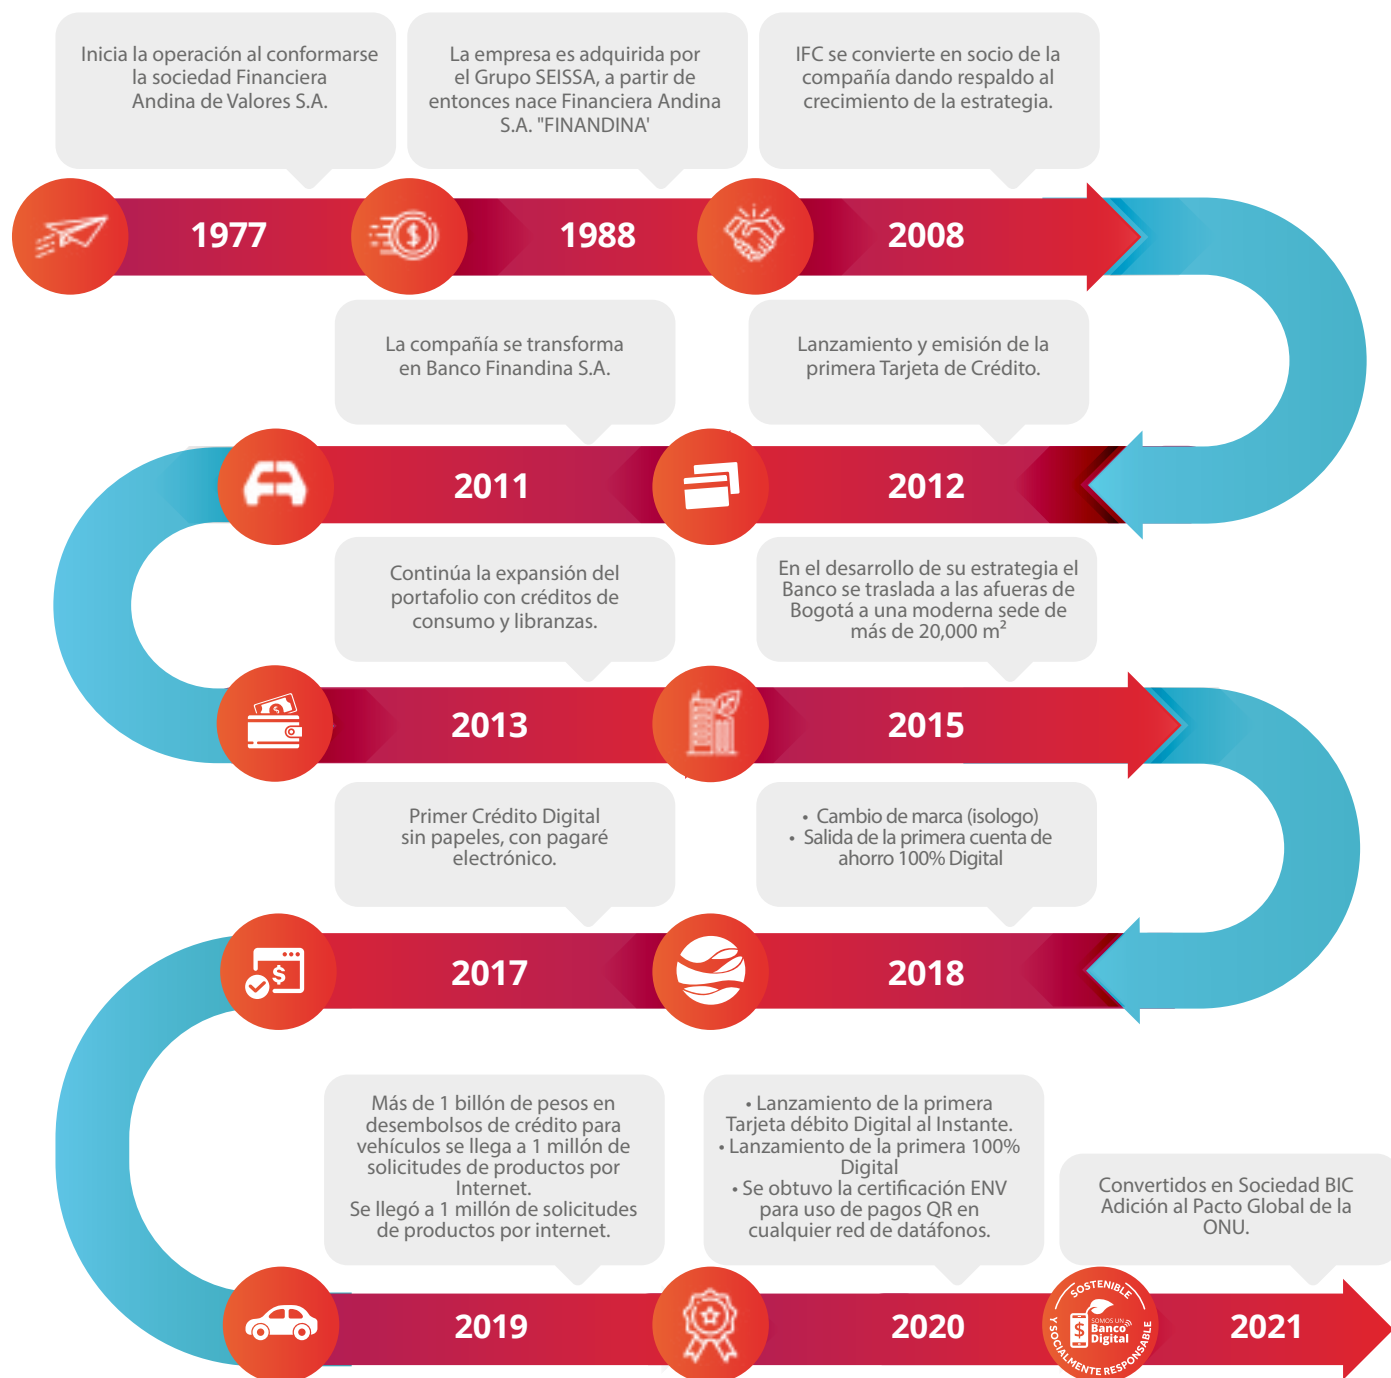 Inicia la operación al conformarse
la sociedad Financiera
Andina de Valores S.A.
La empresa es adquirida por
el Grupo SEISSA, a partir de
entonces nace Financiera Andina
S.A. "FINANDINA'
IFC se convierte en socio de la
compañía dando respaldo al
crecimiento de la estrategia.
1977
1988
2008
La compañía se transforma
en Banco Finandina S.A.
Lanzamiento y emisión de la
primera Tarjeta de Crédito.
2011
2012
Continúa la expansión del
portafolio con créditos de
consumo y libranzas.
En el desarrollo de su estrategia el
Banco se traslada a las afueras de
Bogotá a una moderna sede de
más de 20,000 m²
2013
2015
Primer Crédito Digital
sin papeles, con pagaré
electrónico.
• Cambio de marca (isologo)
• Salida de la primera cuenta de
ahorro 100% Digital
2017
2018
Más de 1 billón de pesos en
desembolsos de crédito para
vehículos se llega a 1 millón de
solicitudes de productos por
Internet.
Se llegó a 1 millón de solicitudes
de productos por internet.
• Lanzamiento de la primera
Tarjeta débito Digital al Instante.
• Lanzamiento de la primera 100%
Digital
• Se obtuvo la certificación ENV
para uso de pagos QR en
cualquier red de datáfonos.
Convertidos en Sociedad BIC
Adición al Pacto Global de la
ONU.
2019
2020
SOSTENIBLE
Y SOCIALMENTE RESPONSABLE
$
SOMOS UN
Banco
Digital
2021